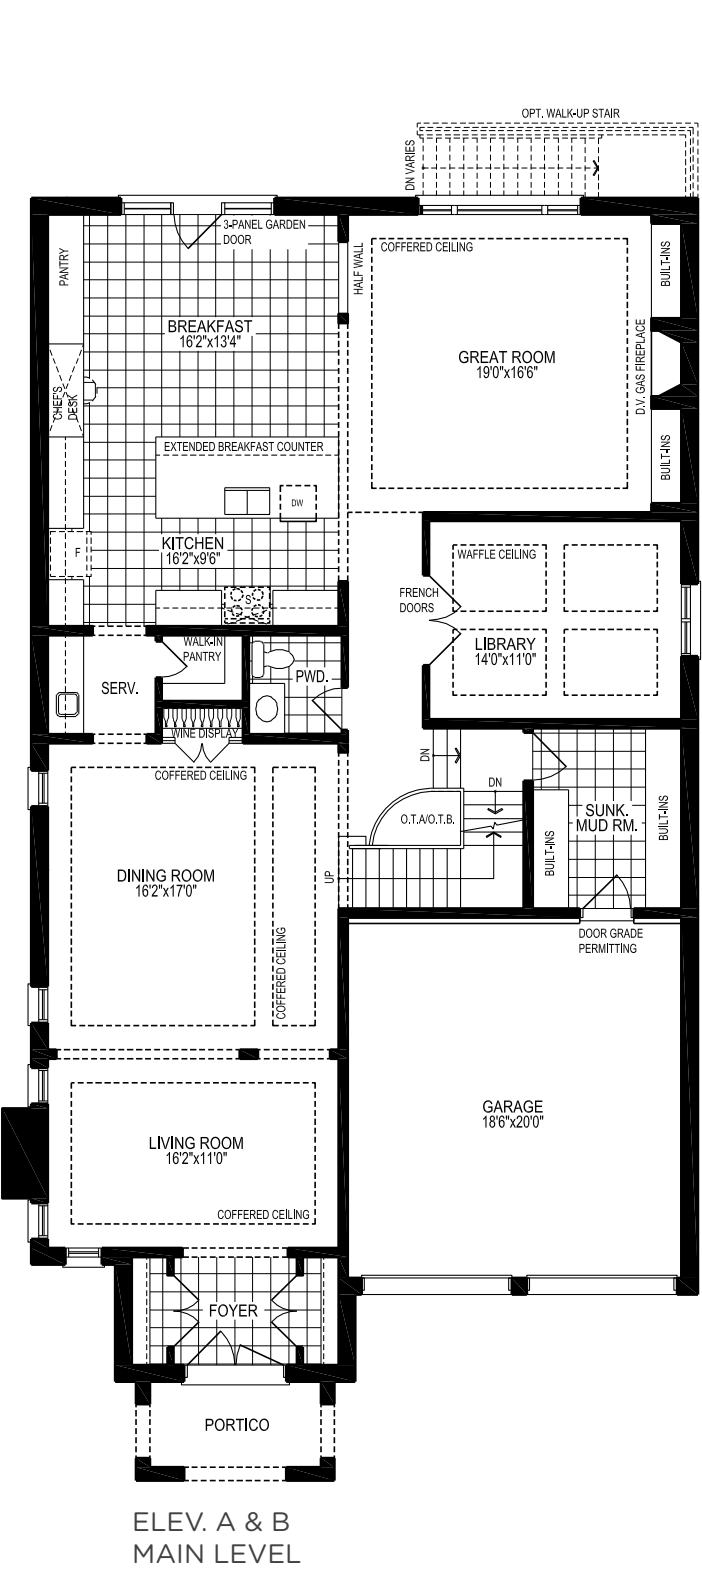 OPT. WALK-UP STAIR
DN VARIES
3-PANEL GARDEN
DOOR
PANTRY
HALF WALL
COFFERED CEILING
BUILT-INS
BREAKFAST
16'2"x13'4"
GREAT ROOM
19'0"x16'6"
D.V. GAS FIREPLACE
CHEF'S
DESK
EXTENDED BREAKFAST COUNTER
BUILT-INS
DW
KITCHEN
16'2"x9'6"
F
WAFFLE CEILING
S
FRENCH
DOORS
WALK-IN
PANTRY
LIBRARY
14'0"x11'0"
PWD.
SERV.
WINE DISPLAY
DN
COFFERED CEILING
DN
O.T.A/O.T.B.
SUNK.
MUD RM.
BUILT-INS
BUILT-INS
DINING ROOM
16'2"x17'0"
UP
COFFERED CEILING
DOOR GRADE
PERMITTING
GARAGE
18'6"x20'0"
LIVING ROOM
16'2"x11'0"
COFFERED CEILING
FOYER
PORTICO
ELEV. A & B
MAIN LEVEL